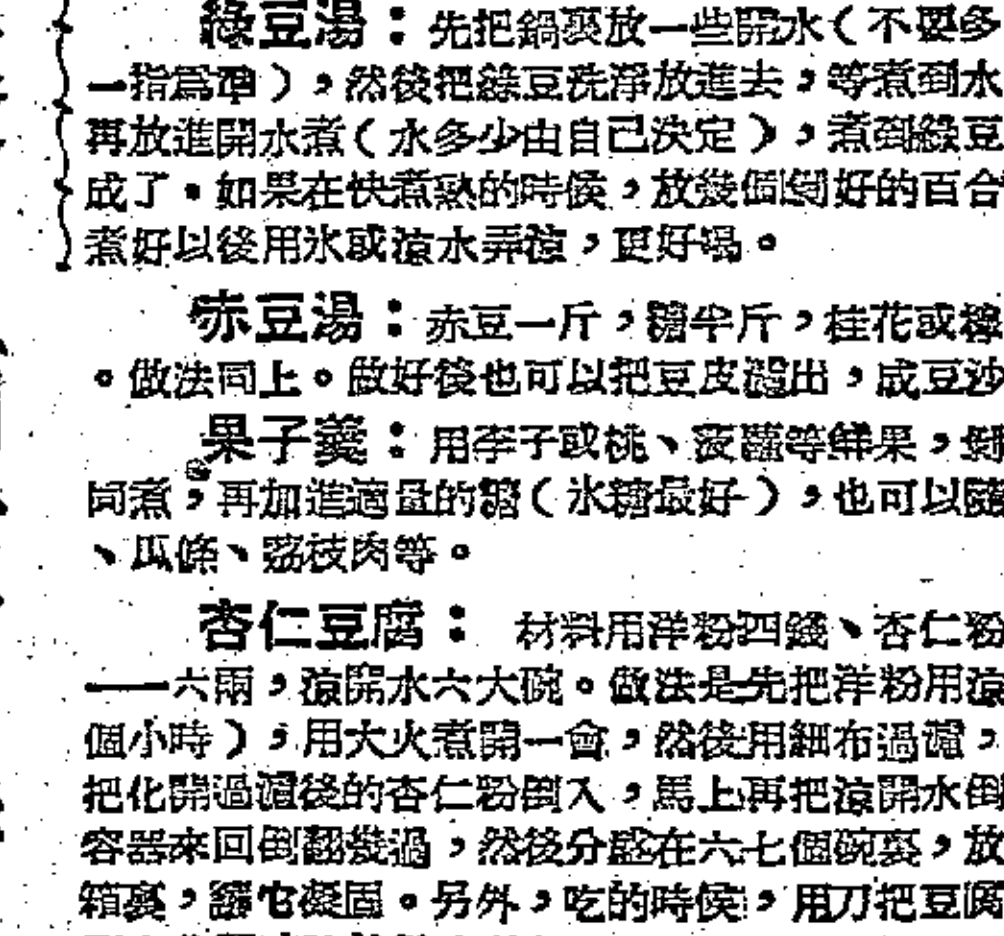 綠豆湯：先把鍋裏放一些開水（不要多
一指爲準），然後把綠豆洗淨放進去，等煮到水
再放進開水煮（水多少由自己決定），煮到綠豆
成了。如果在快煮熟的時候，放幾個剝好的百合
煮好以後用冰或涼水弄涼，更好喝。
赤豆湯：赤豆一斤，糖半斤，桂花或
。做法同上。做好後也可以把豆皮濾出，成豆沙
果子羹：用李子或桃、菠蘿等鮮果，
同煮，再加進適量的糖（冰糖最好），也可以隨
、瓜條、荔枝肉等。
杏仁豆腐：材料用洋粉四錢、杏仁粉
——六兩，涼開水六大碗。做法是先把洋粉用涼
個小時），用大火煮開一會，然後用細布過濾，
把化開過濾後的杏仁粉倒入，馬上再把涼開水倒
容器來回倒翻幾過，然後分盛在六七個碗裏，放
箱裏，讓它凝固。另外，吃的時候，用刀把豆腐